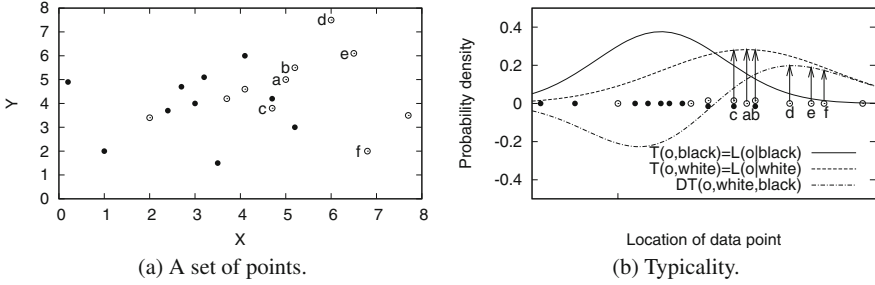 8
7
6
5
4
3
2
1
0
Y
0 1 2 3 4 5 6 7 8
X
a
b
c
d
e
f
(a) A set of points.
0.4
0.2
0
-0.2
-0.4
Probability density
c ab d e f
T(o,black)=L(o|black)
T(o,white)=L(o|white)
DT(o,white,black)
Location of data point
(b) Typicality.